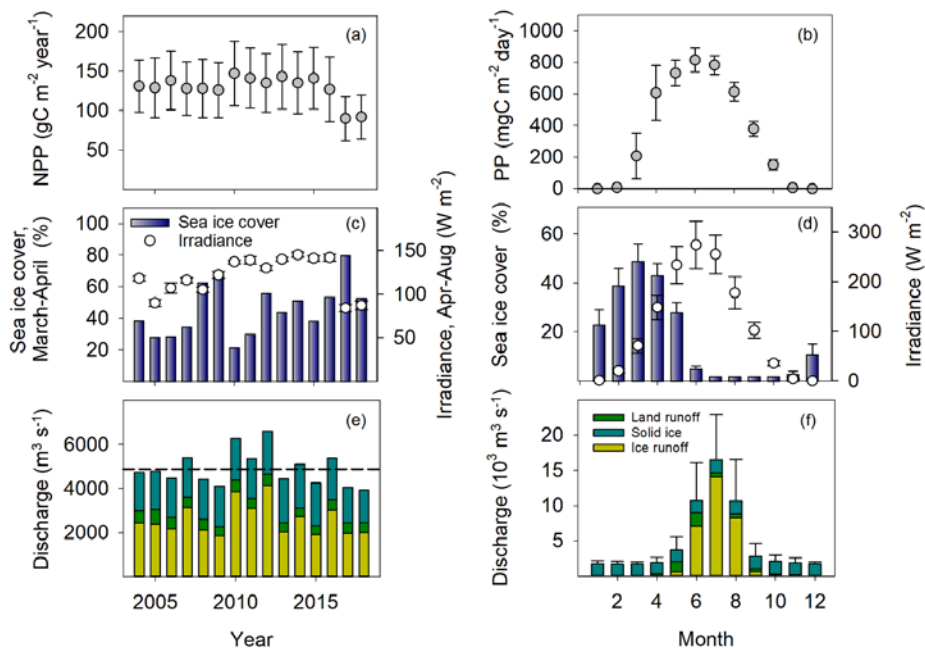 (a)
NPP (gC m⁻² year⁻¹)
200
150
100
50
(b)
PP (mgC m⁻² day⁻¹)
1000
800
600
400
200
0
(c)
Sea ice cover
Irradiance
Sea ice cover,
March-April (%)
100
80
60
40
20
Irradiance, Apr-Aug (W m⁻²)
150
100
50
(d)
Sea ice cover (%)
60
40
20
Irradiance (W m⁻²)
300
200
100
0
(e)
Discharge (m³ s⁻¹)
6000
4000
2000
2005
2010
2015
Year
(f)
Land runoff
Solid ice
Ice runoff
Discharge (10³ m³ s⁻¹)
20
15
10
5
2
4
6
8
10
12
Month